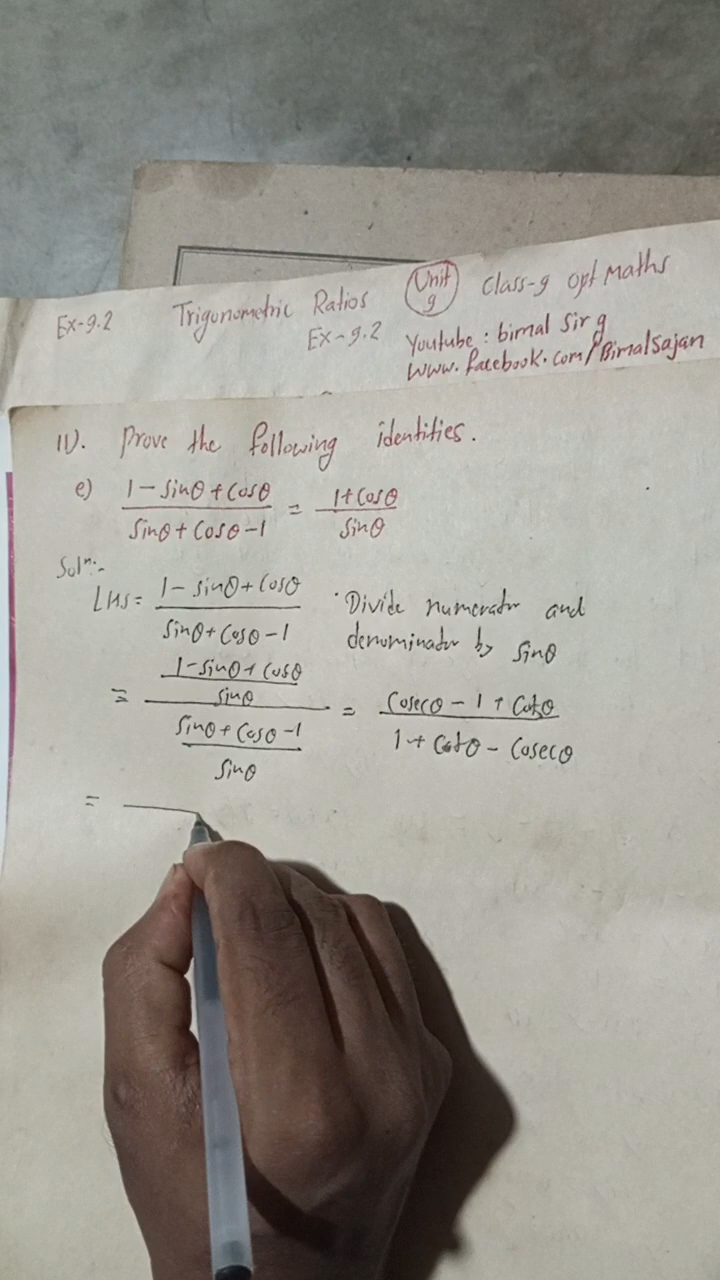 Ex-9.2 Trigonometric Ratios Unit 9 Class-9 Opt Maths
Ex-9.2 Youtube : bimal Sir g
www.facebook.com/Bimalsajan
11). Prove the following identities.
e) (1 - sinθ + cosθ)/(sinθ + cosθ - 1) = (1 + cosθ)/(sinθ)
Solⁿ:-
LHS = (1 - sinθ + cosθ)/(sinθ + cosθ - 1) Divide numerator and
denominator by sinθ
= ((1 - sinθ + cosθ)/(sinθ))/((sinθ + cosθ - 1)/(sinθ)) = (cosecθ - 1 + cotθ)/(1 + cotθ - cosecθ)
=